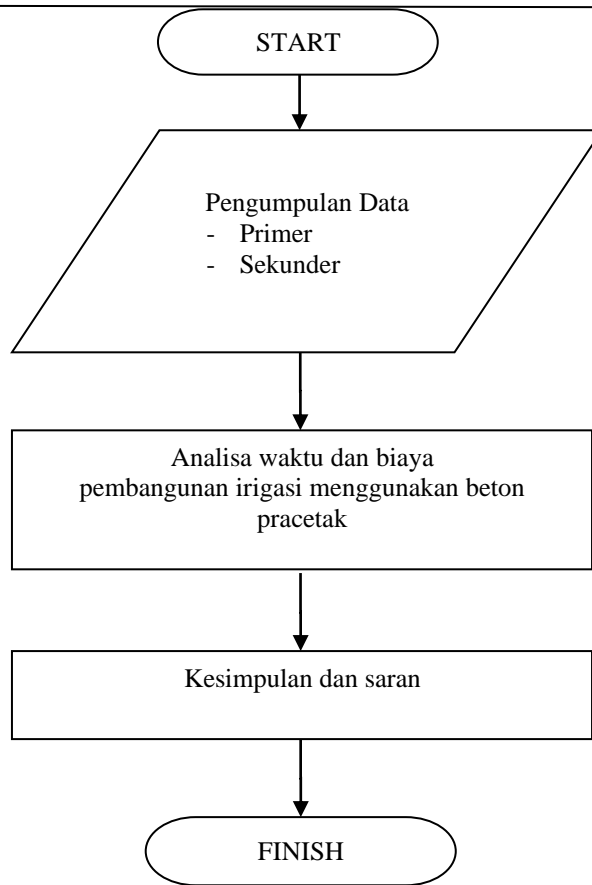 START
Pengumpulan Data
- Primer
- Sekunder
Analisa waktu dan biaya
pembangunan irigasi menggunakan beton
pracetak
Kesimpulan dan saran
FINISH